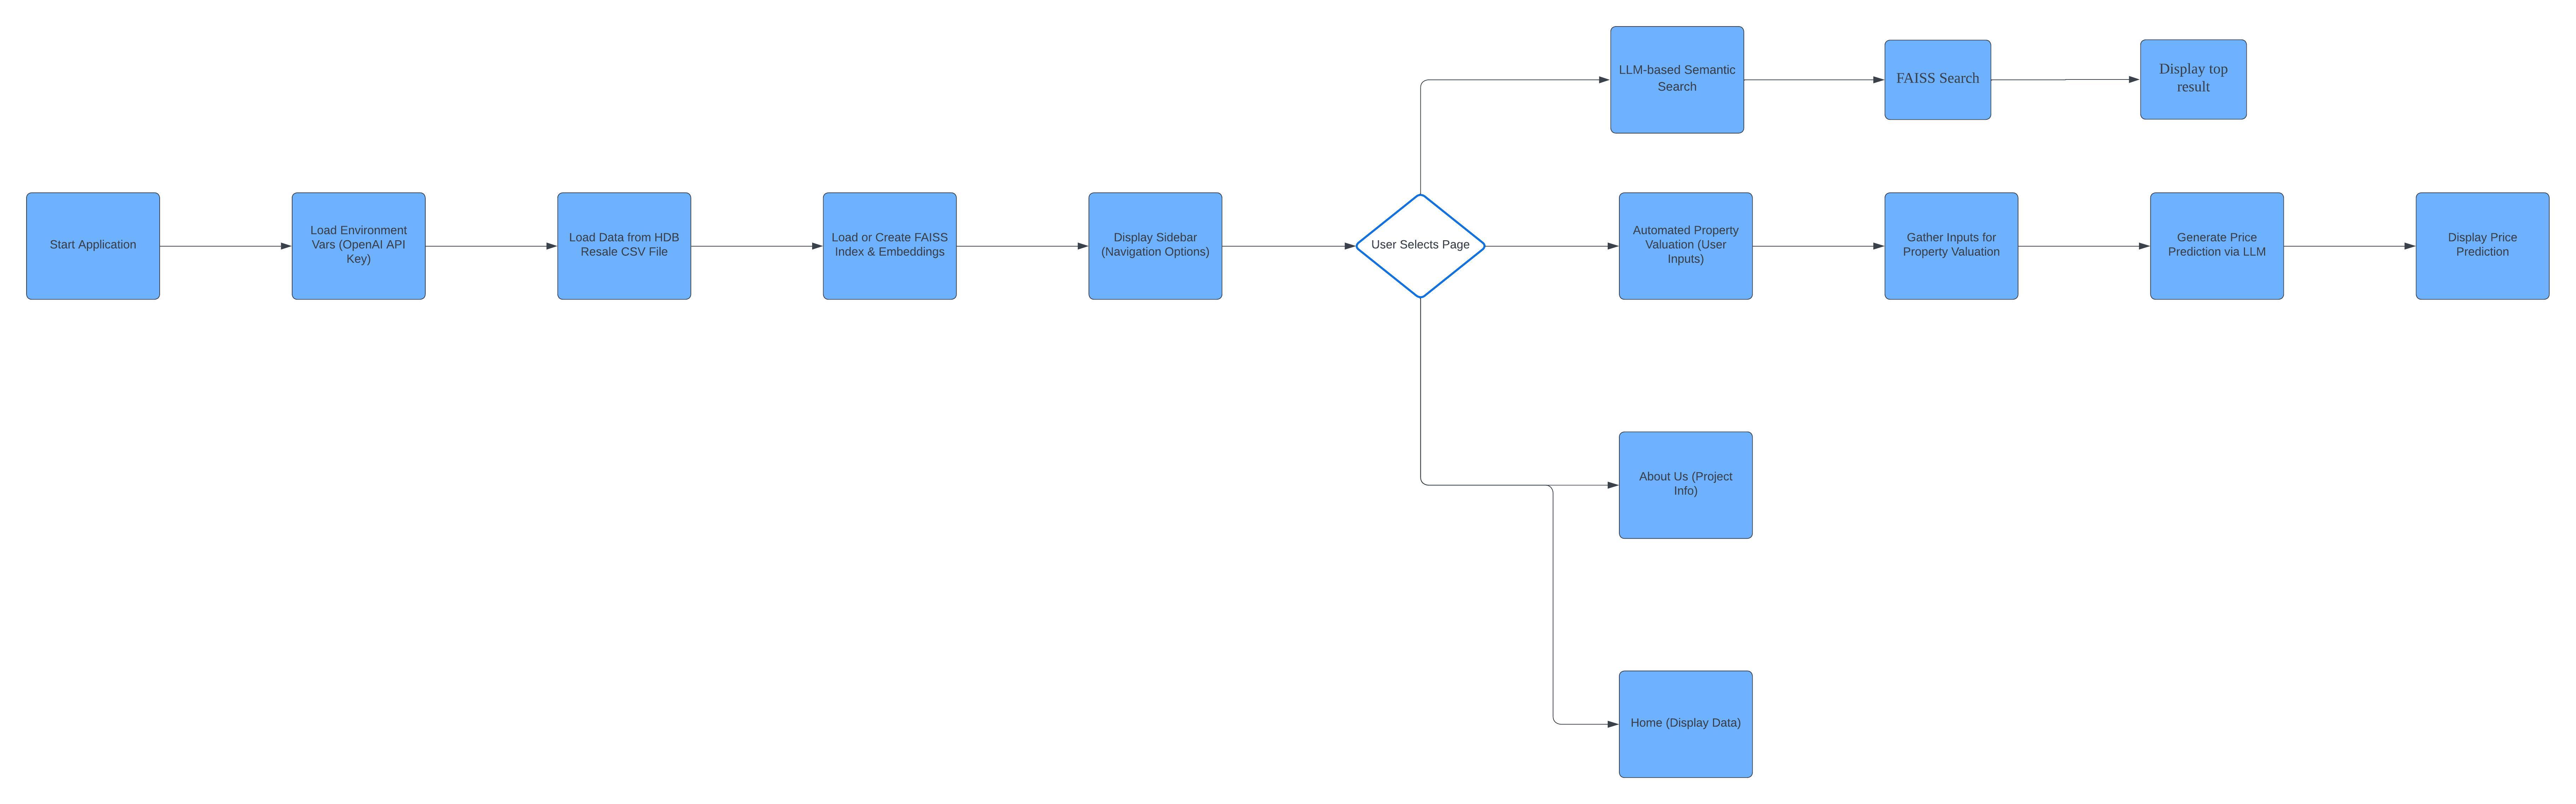 Start Application
Load Environment
Vars (OpenAI API
Key)
Load Data from HDB
Resale CSV File
Load or Create FAISS
Index & Embeddings
Display Sidebar
(Navigation Options)
User Selects Page
LLM-based Semantic
Search
FAISS Search
Display top
result
Automated Property
Valuation (User
Inputs)
Gather Inputs for
Property Valuation
Generate Price
Prediction via LLM
Display Price
Prediction
About Us (Project
Info)
Home (Display Data)